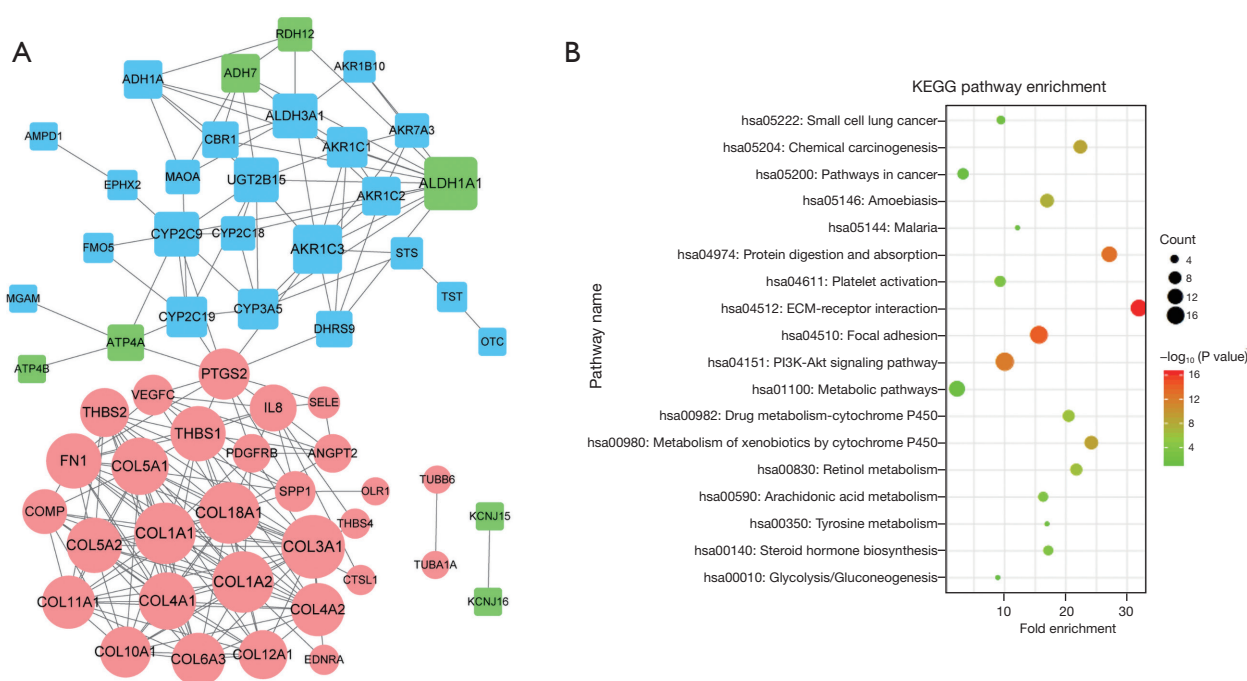 A
RDH12
ADH7
AKR1B10
ADH1A
ALDH3A1
AMPD1
CBR1
AKR7A3
AKR1C1
MAOA
EPHX2
UGT2B15
ALDH1A1
AKR1C2
CYP2C9
CYP2C18
FMO5
AKR1C3
STS
MGAM
CYP2C19
CYP3A5
TST
DHRS9
OTC
ATP4A
ATP4B
PTGS2
VEGFC
SELE
THBS2
IL8
THBS1
FN1
COL5A1
PDGFRB
ANGPT2
SPP1
OLR1
TUBB6
COMP
COL18A1
COL1A1
THBS4
KCNJ15
COL5A2
COL3A1
TUBA1A
COL1A2
CTSL1
COL11A1
COL4A1
COL4A2
KCNJ16
COL10A1
COL6A3
COL12A1
EDNRA
B
KEGG pathway enrichment
Pathway name
hsa05222: Small cell lung cancer
hsa05204: Chemical carcinogenesis
hsa05200: Pathways in cancer
hsa05146: Amoebiasis
hsa05144: Malaria
hsa04974: Protein digestion and absorption
hsa04611: Platelet activation
hsa04512: ECM-receptor interaction
hsa04510: Focal adhesion
hsa04151: PI3K-Akt signaling pathway
hsa01100: Metabolic pathways
hsa00982: Drug metabolism-cytochrome P450
hsa00980: Metabolism of xenobiotics by cytochrome P450
hsa00830: Retinol metabolism
hsa00590: Arachidonic acid metabolism
hsa00350: Tyrosine metabolism
hsa00140: Steroid hormone biosynthesis
hsa00010: Glycolysis/Gluconeogenesis
10 20 30
Fold enrichment
Count
4
8
12
16
–log₁₀ (P value)
16
12
8
4